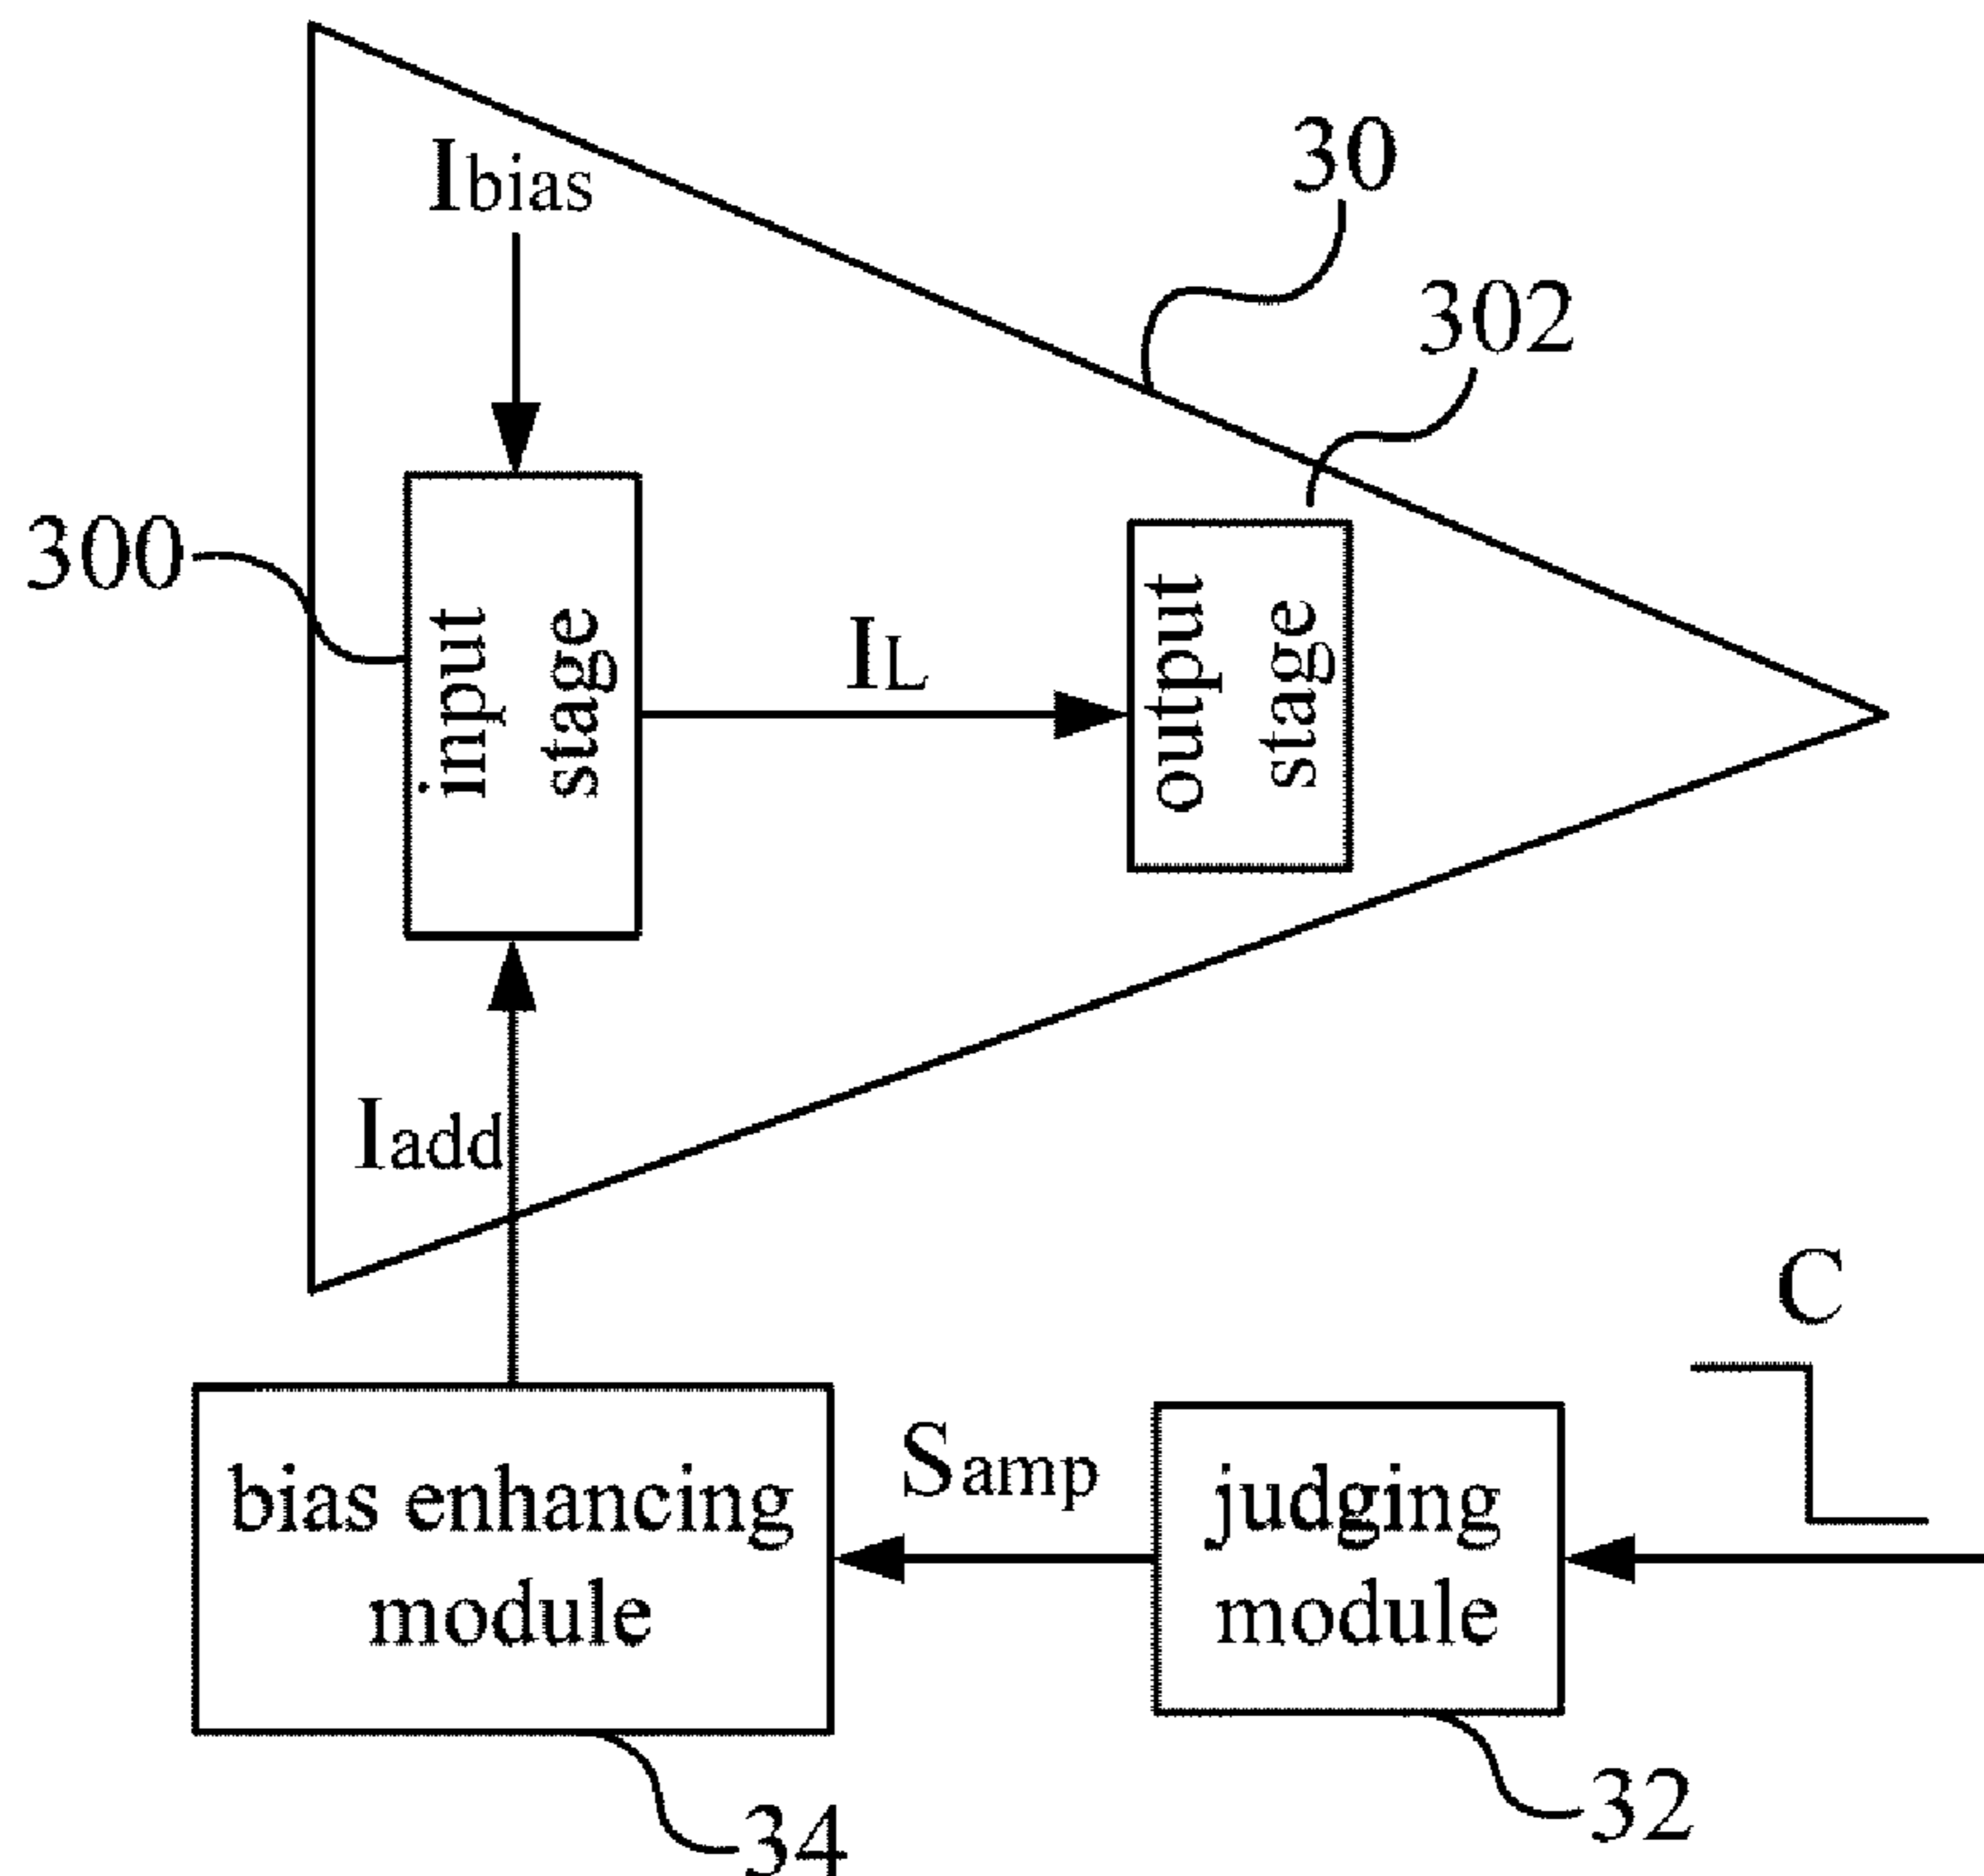 Ibias
30
302
300
input
stage
IL
output
stage
Iadd
C
bias enhancing
module
Samp
judging
module
32
34